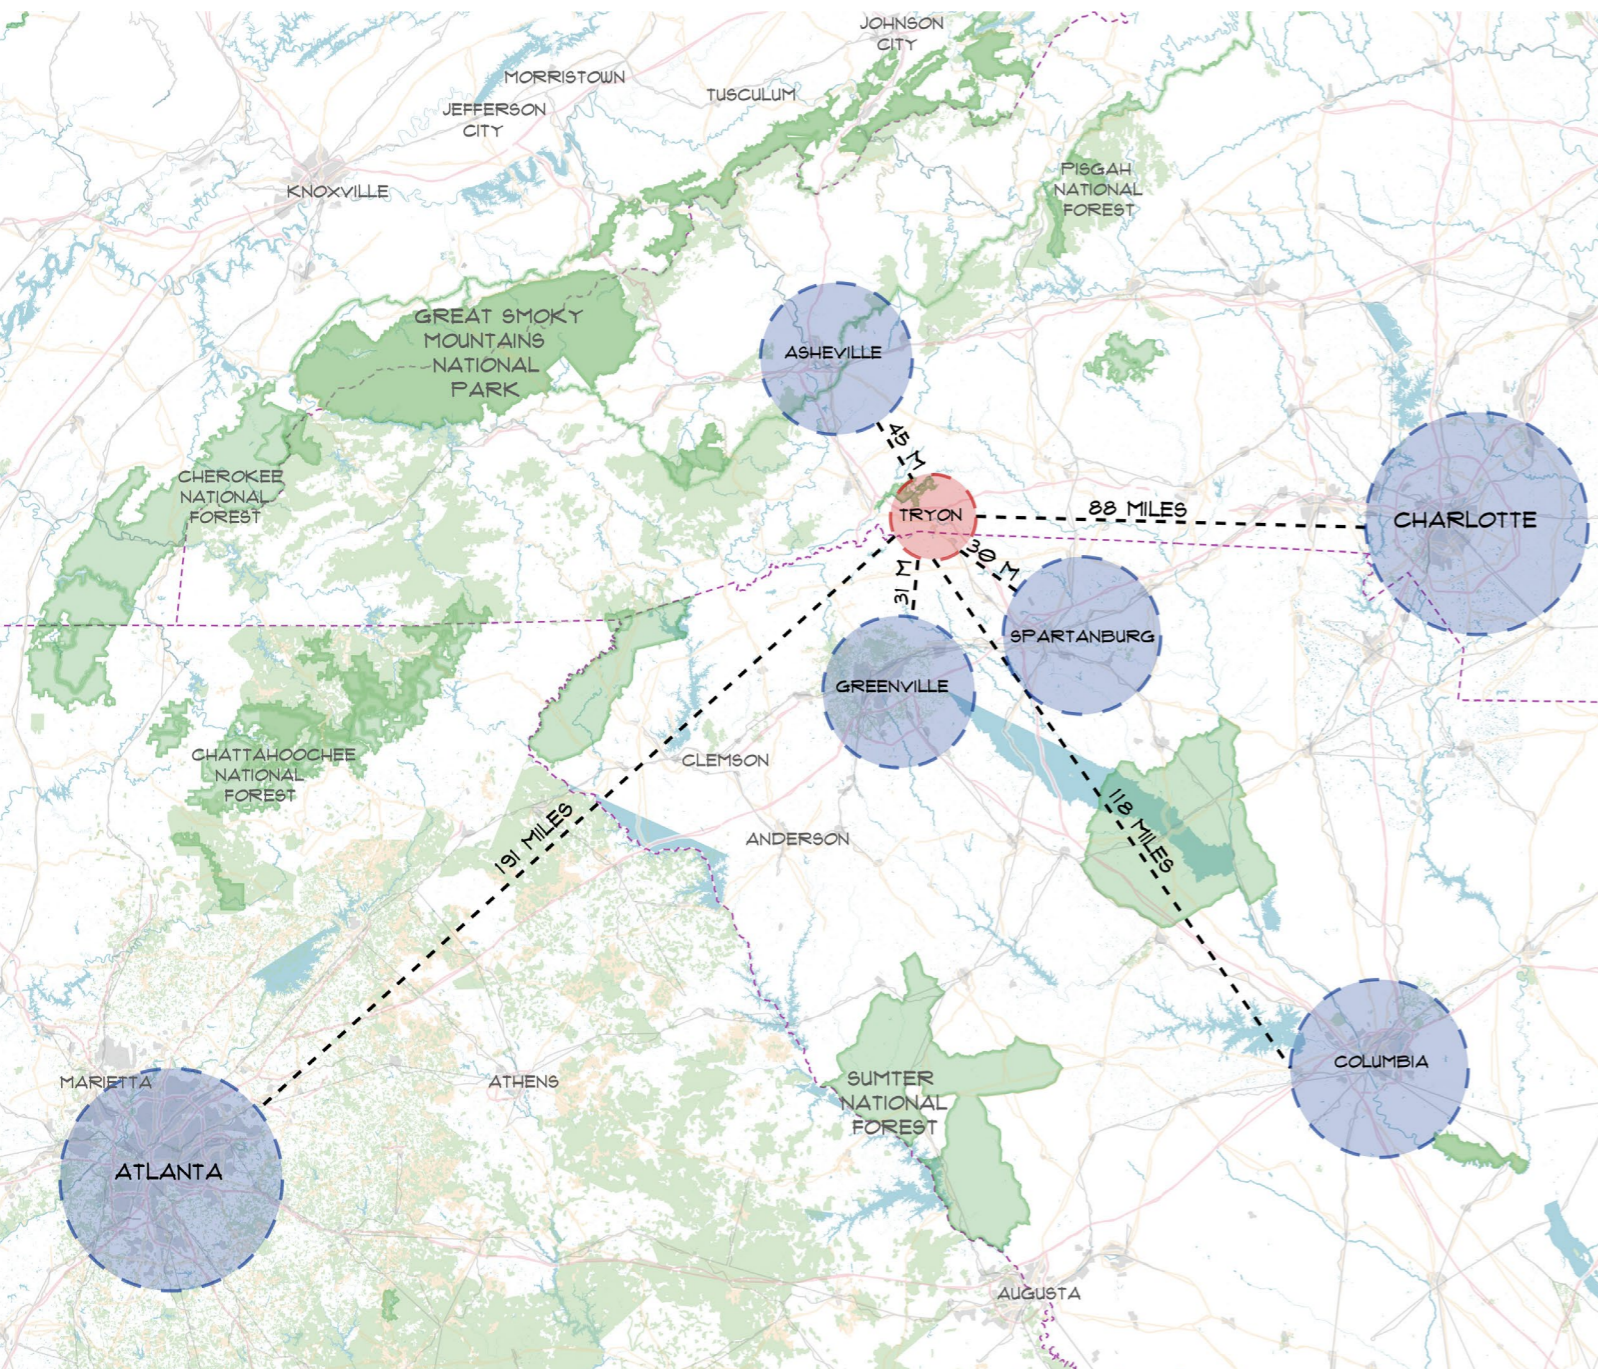 JOHNSON
CITY
MORRISTOWN
TUSCULUM
JEFFERSON
CITY
KNOXVILLE
PISGAH
NATIONAL
FOREST
GREAT SMOKY
MOUNTAINS
NATIONAL
PARK
ASHEVILLE
45 M
CHEROKEE
NATIONAL
FOREST
TRYON
88 MILES
CHARLOTTE
30 M
31 M
SPARTANBURG
GREENVILLE
CHATTAHOOCHEE
NATIONAL
FOREST
CLEMSON
191 MILES
118 MILES
ANDERSON
MARIETTA
ATHENS
SUMTER
NATIONAL
FOREST
COLUMBIA
ATLANTA
AUGUSTA